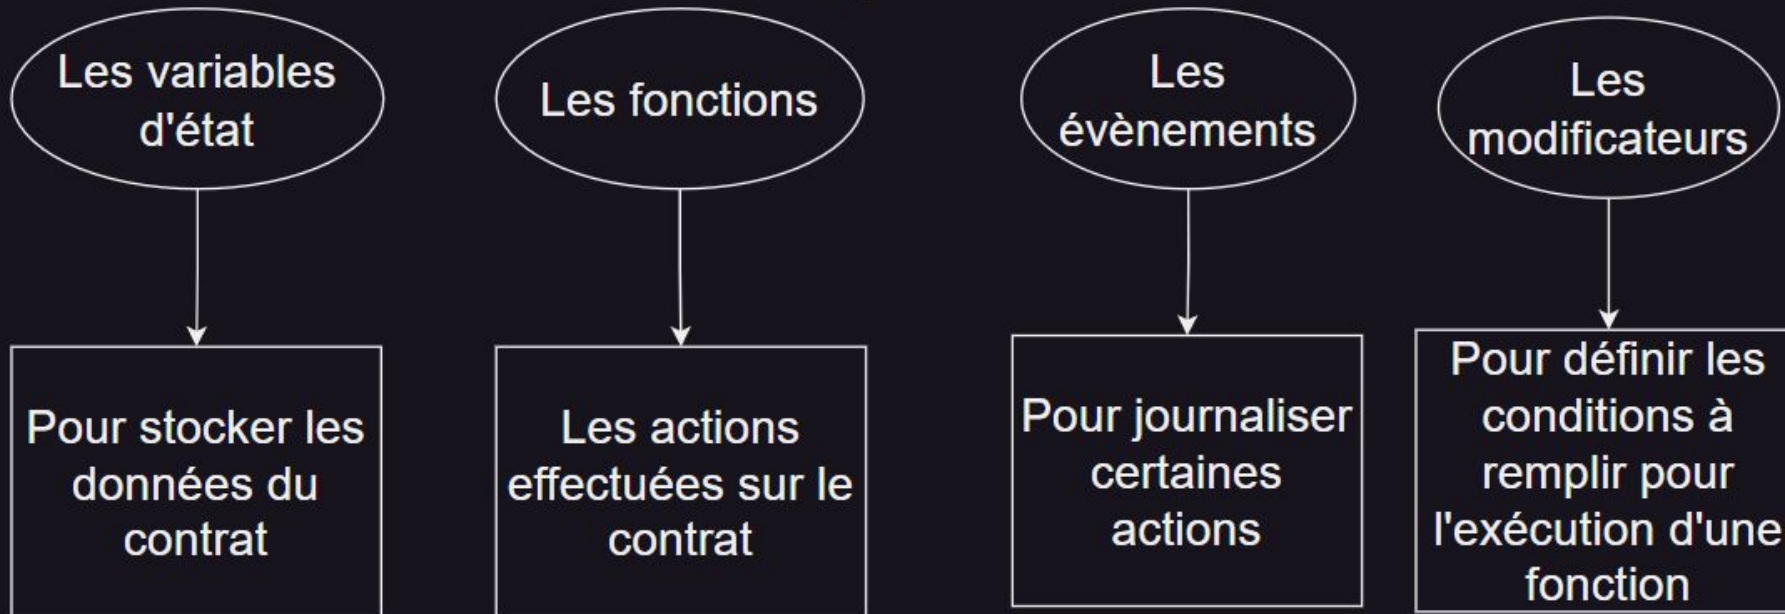 Les variables
d'état
Les fonctions
Les
évènements
Les
modificateurs
Pour stocker les
données du
contrat
Les actions
effectuées sur le
contrat
Pour journaliser
certaines
actions
Pour définir les
conditions à
remplir pour
l'exécution d'une
fonction